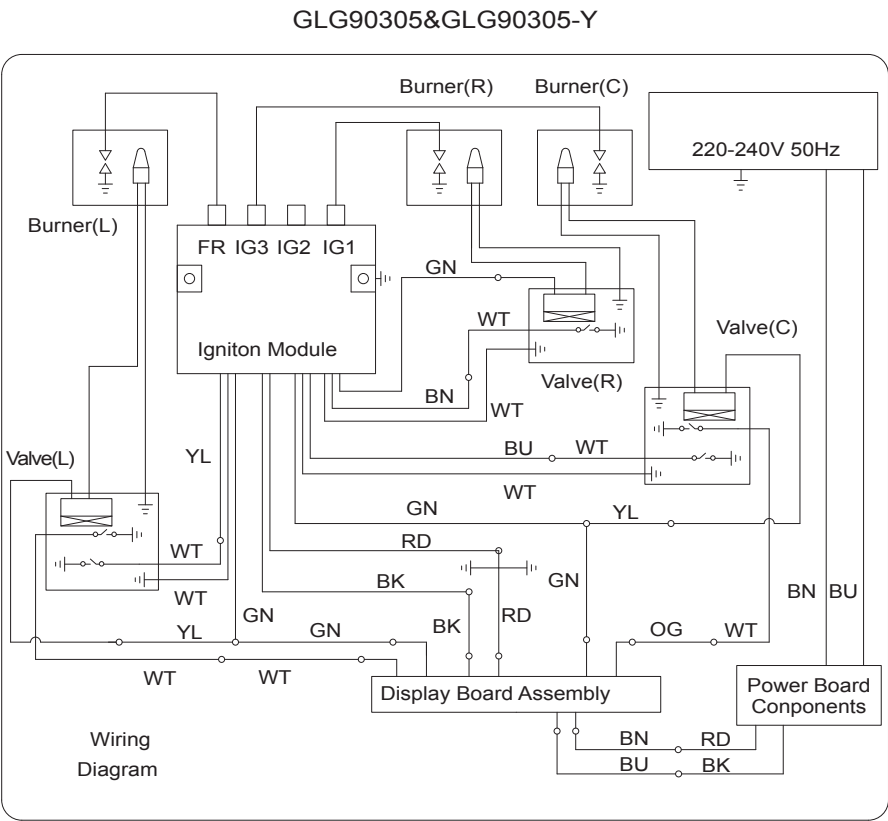 GLG90305&GLG90305-Y
Burner(R)
Burner(C)
220-240V 50Hz
Burner(L)
FR IG3 IG2 IG1
GN
WT
Igniton Module
Valve(C)
Valve(R)
BN
WT
Valve(L)
YL
BU
WT
WT
GN
YL
RD
WT
BK
GN
BN
BU
WT
GN
BK
RD
YL
GN
OG
WT
WT
WT
Display Board Assembly
Power Board
Conponents
Wiring
Diagram
BN
RD
BU
BK